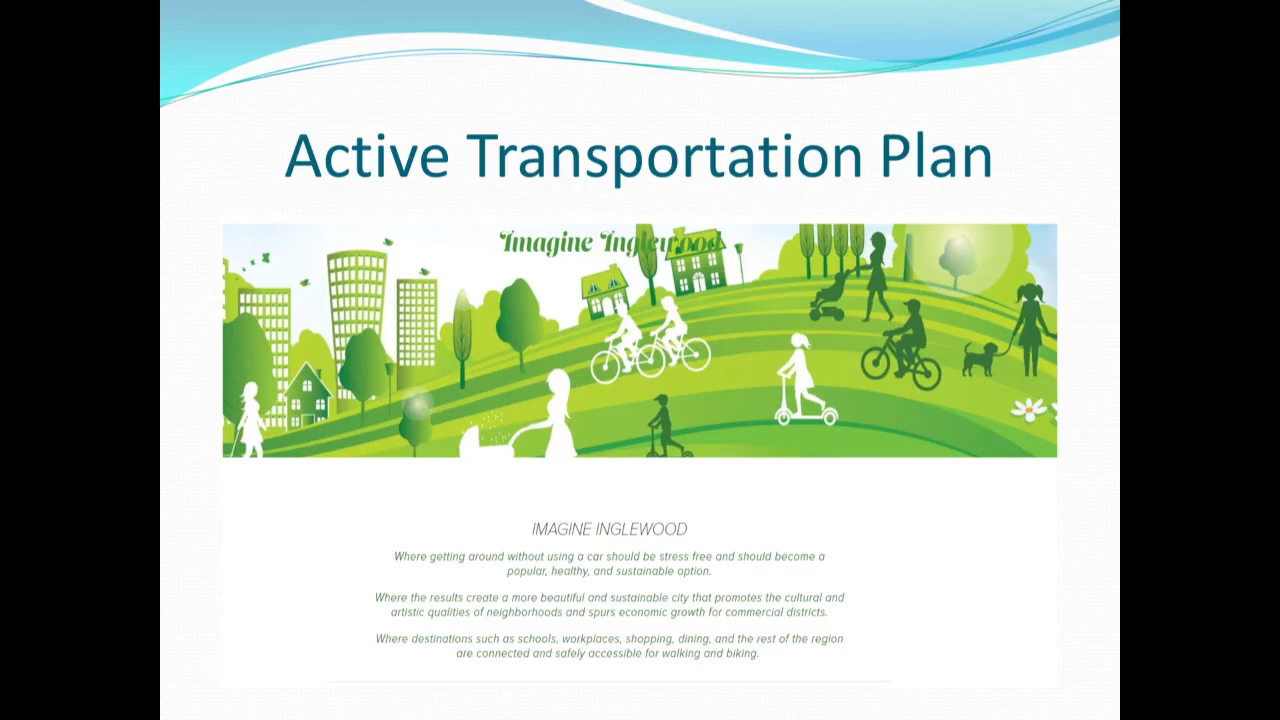 Active Transportation Plan
Imagine Inglewood
IMAGINE INGLEWOOD
Where getting around without using a car should be stress free and should become a
popular, healthy, and sustainable option.
Where the results create a more beautiful and sustainable city that promotes the cultural and
artistic qualities of neighborhoods and spurs economic growth for commercial districts.
Where destinations such as schools, workplaces, shopping, dining, and the rest of the region
are connected and safely accessible for walking and biking.